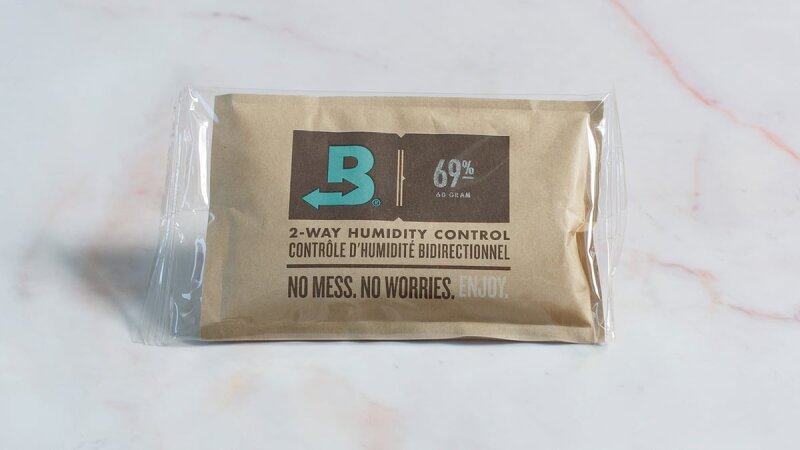 B®
69%
60 GRAM
2-WAY HUMIDITY CONTROL
CONTRÔLE D'HUMIDITÉ BIDIRECTIONNEL
NO MESS. NO WORRIES. ENJOY.